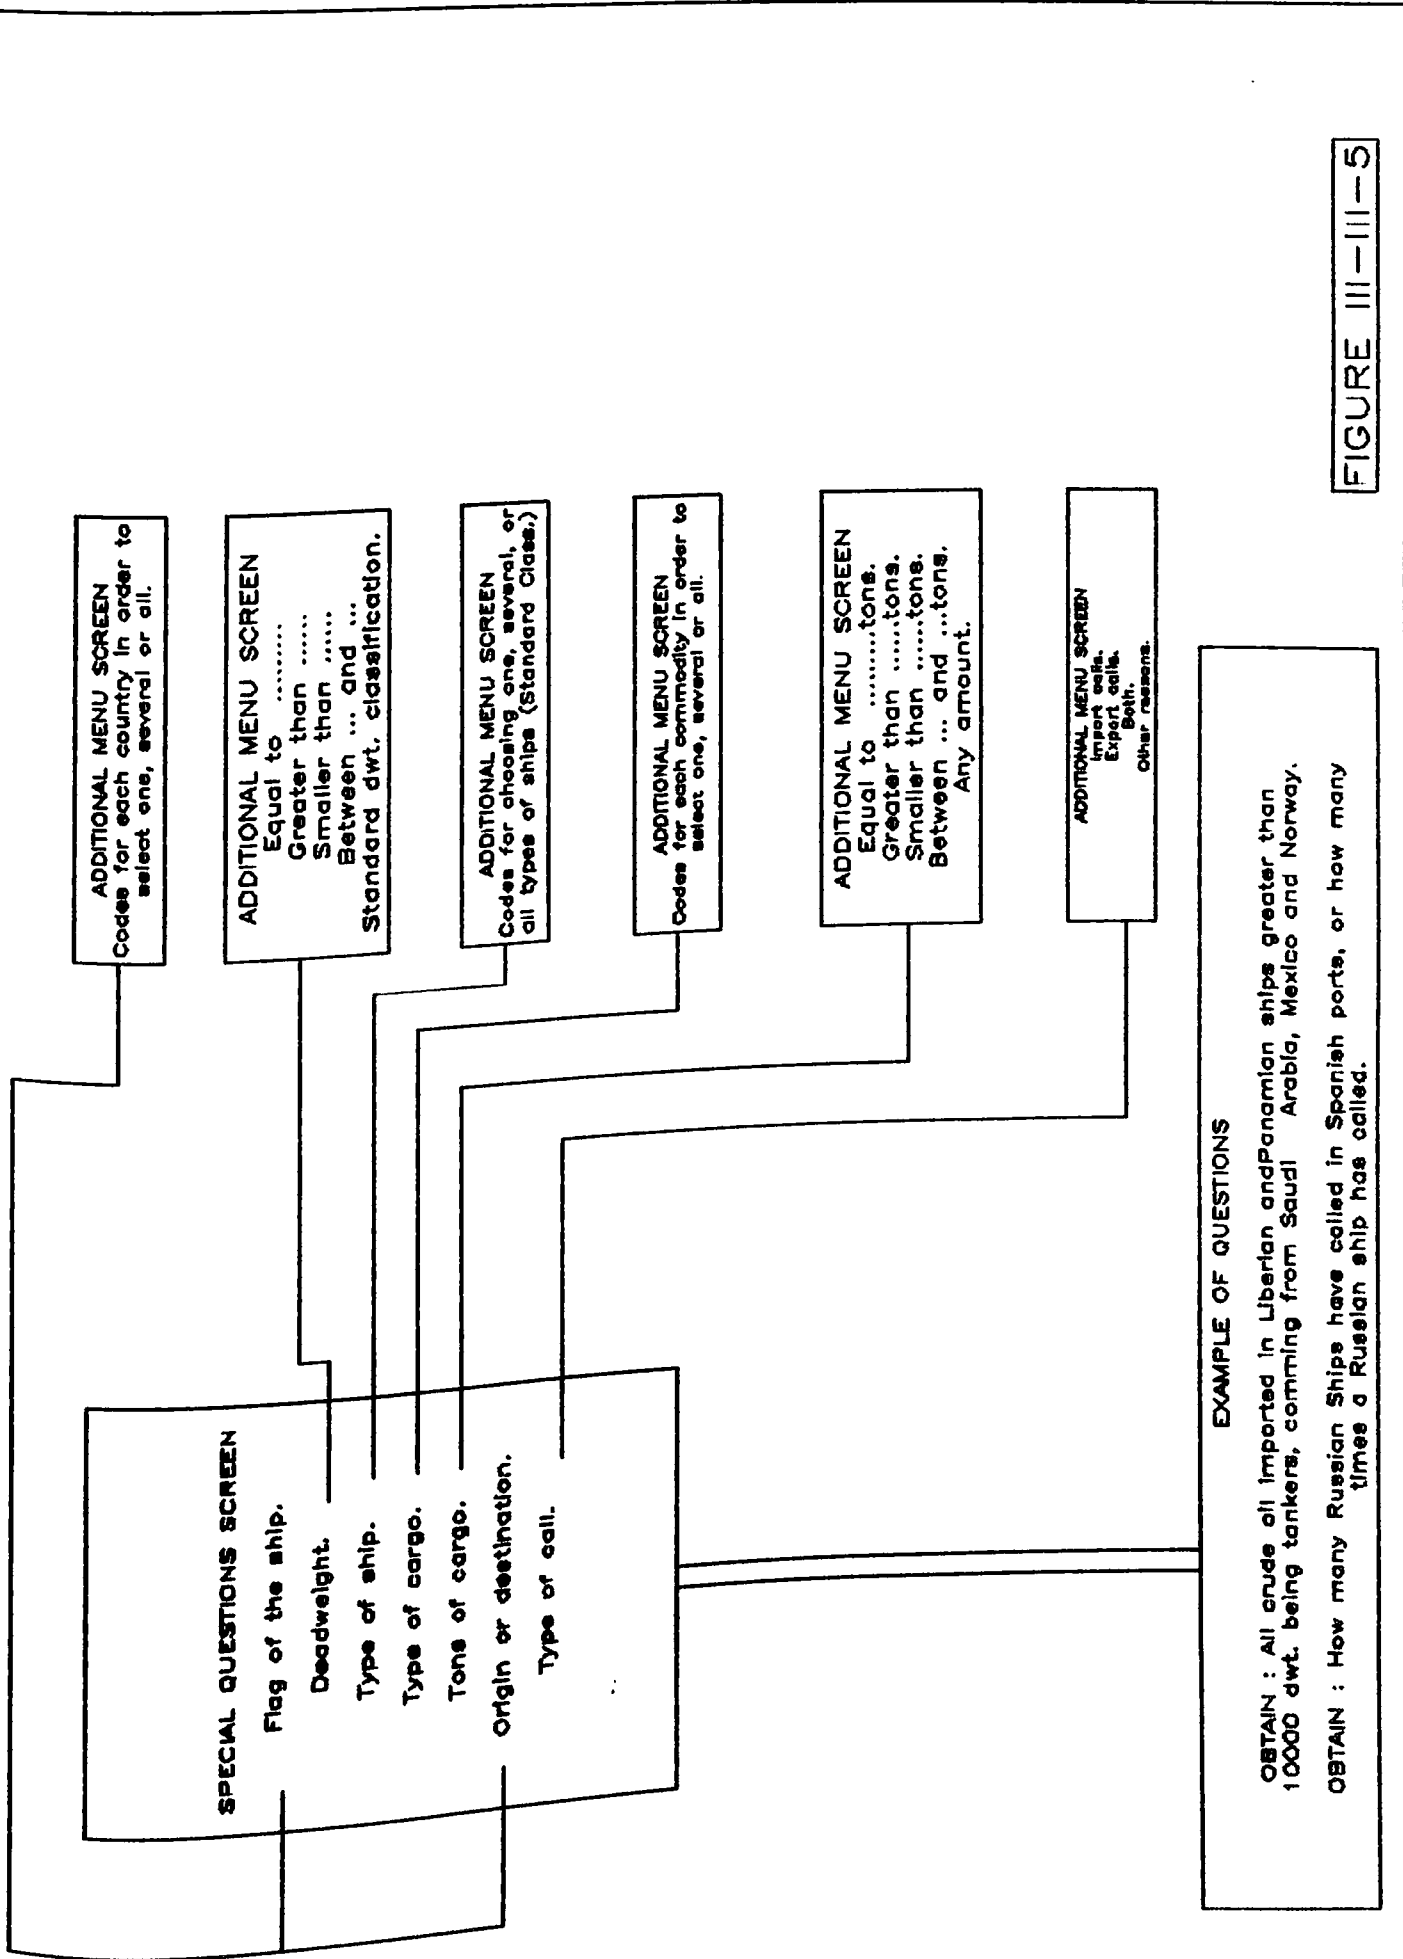 SPECIAL QUESTIONS SCREEN
Flag of the ship.
Deadweight.
Type of ship.
Type of cargo.
Tons of cargo.
Origin or destination.
Type of call.
ADDITIONAL MENU SCREEN
Codes for each country in order to
select one, several or all.
ADDITIONAL MENU SCREEN
Equal to ........
Greater than ......
Smaller than ......
Between ... and ...
Standard dwt. classification.
ADDITIONAL MENU SCREEN
Codes for choosing one, several, or
all types of ships (Standard Class.)
ADDITIONAL MENU SCREEN
Codes for each commodity in order to
select one, several or all.
ADDITIONAL MENU SCREEN
Equal to ..........tons.
Greater than ......tons.
Smaller than ......tons.
Between ... and ...tons.
Any amount.
ADDITIONAL MENU SCREEN
Import calls.
Export calls.
Both.
Other reasons.
EXAMPLE OF QUESTIONS
OBTAIN : All crude oil imported in Liberian andPanamian ships greater than
10000 dwt. being tankers, comming from Saudi Arabia, Mexico and Norway.
OBTAIN : How many Russian Ships have called in Spanish ports, or how many
times a Russian ship has called.
FIGURE III-III-5